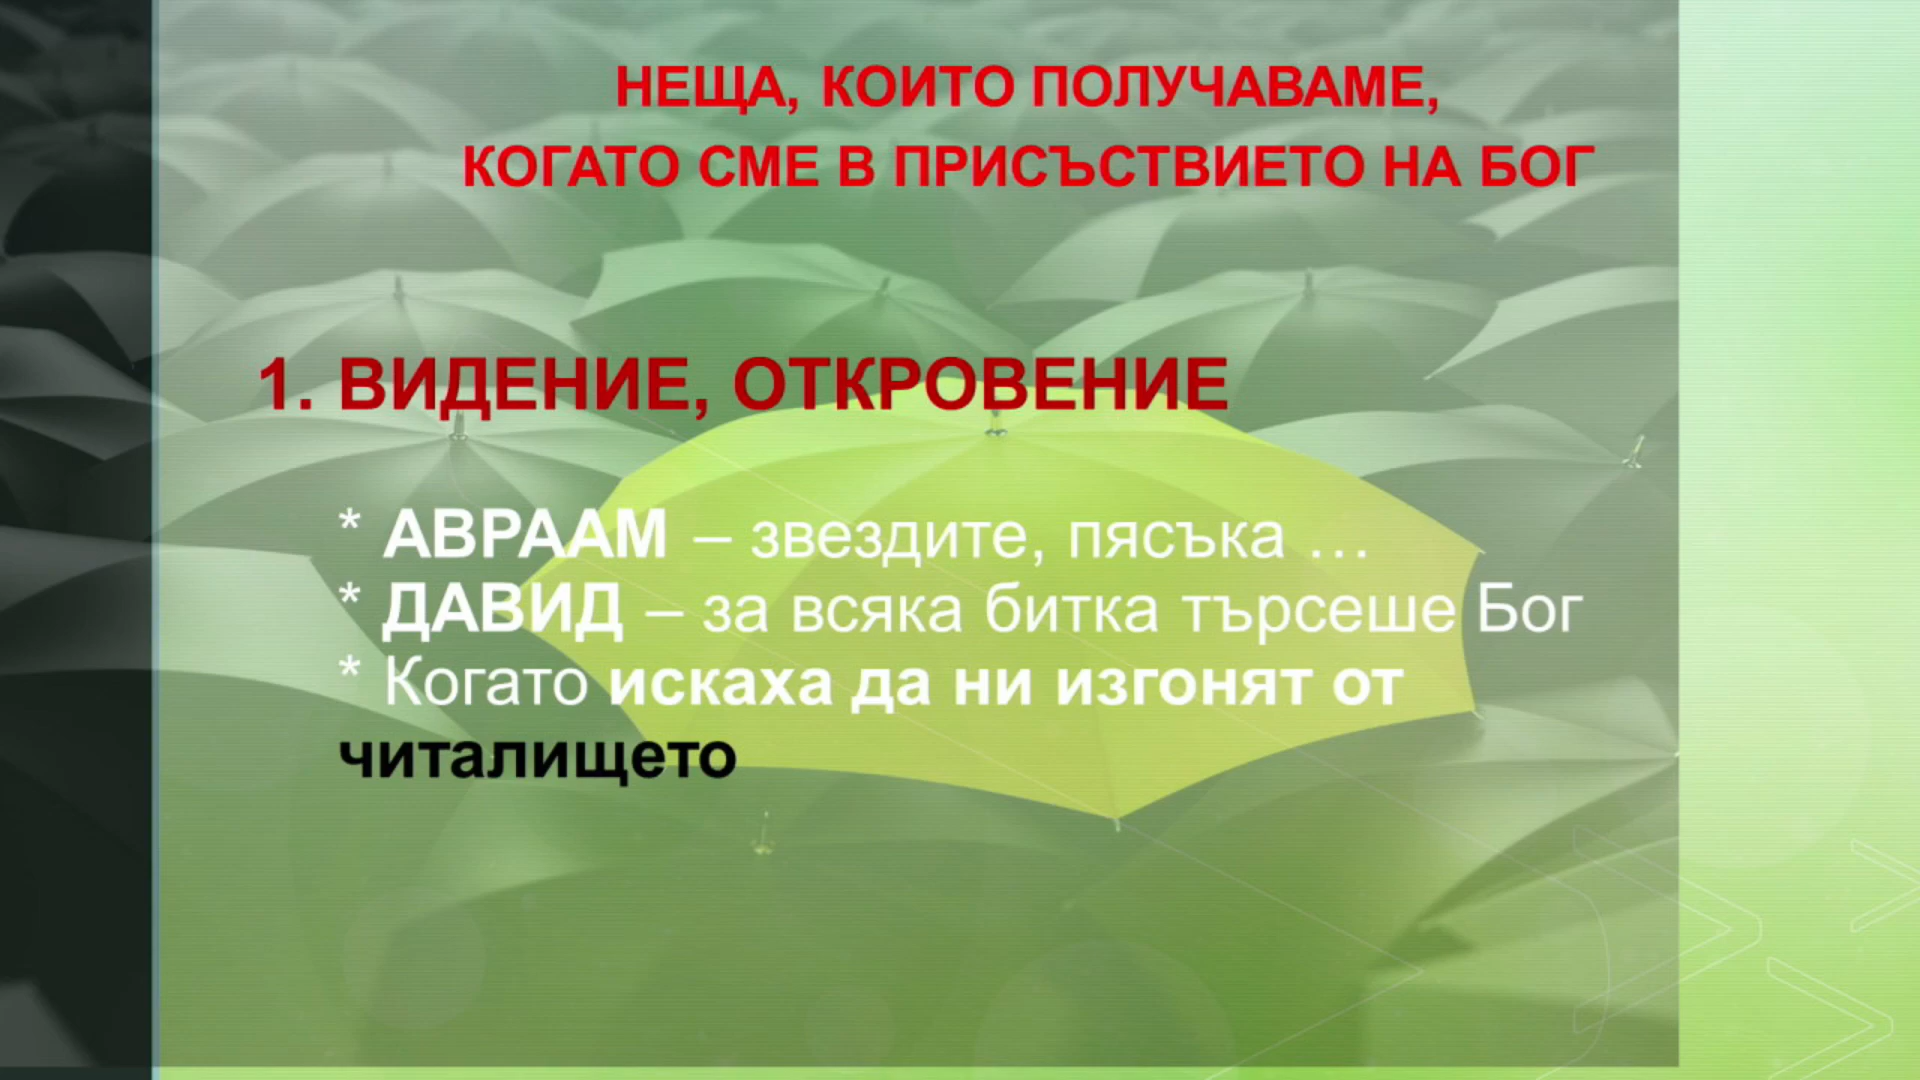 НЕЩА, КОИТО ПОЛУЧАВАМЕ,
КОГАТО СМЕ В ПРИСЪСТВИЕТО НА БОГ
1. ВИДЕНИЕ, ОТКРОВЕНИЕ
* АВРААМ – звездите, пясъка …
* ДАВИД – за всяка битка търсеше Бог
* Когато искаха да ни изгонят от
читалището